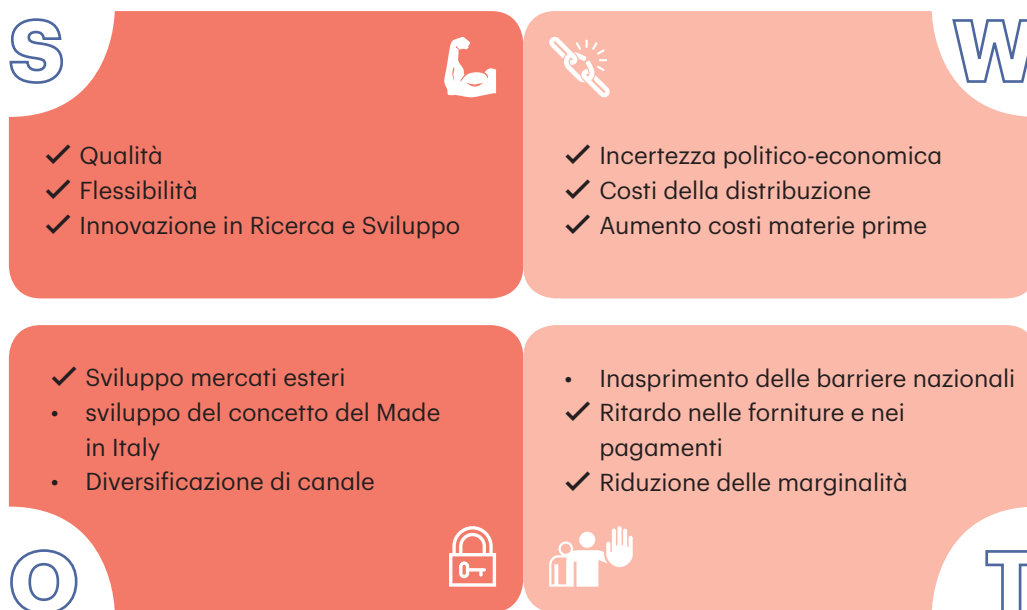 S
W
✓ Qualità
✓ Flessibilità
✓ Innovazione in Ricerca e Sviluppo
✓ Incertezza politico-economica
✓ Costi della distribuzione
✓ Aumento costi materie prime
✓ Sviluppo mercati esteri
• sviluppo del concetto del Made
in Italy
• Diversificazione di canale
• Inasprimento delle barriere nazionali
✓ Ritardo nelle forniture e nei
pagamenti
✓ Riduzione delle marginalità
O
T